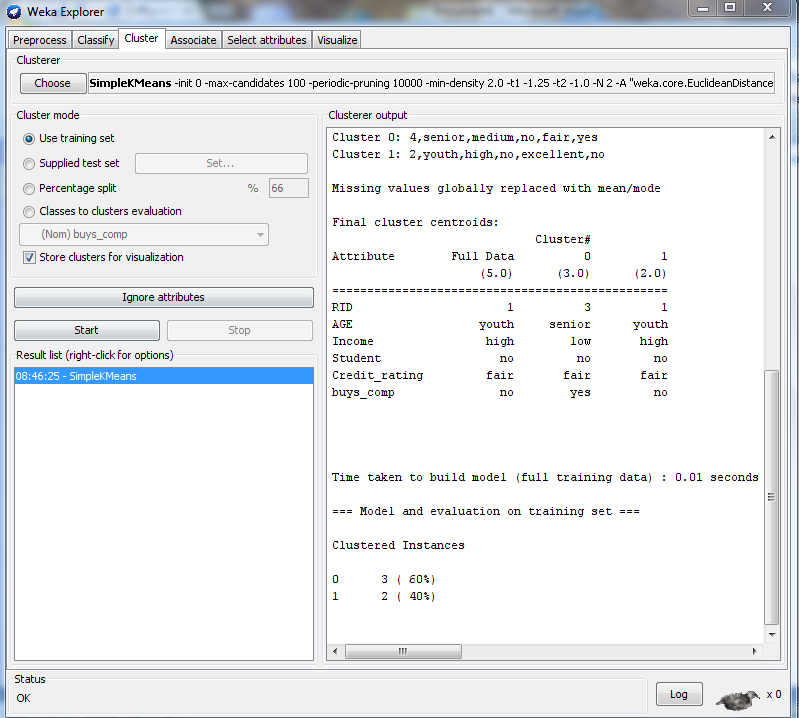 Weka Explorer
Preprocess Classify Cluster Associate Select attributes Visualize
Clusterer
Choose SimpleKMeans -init 0 -max-candidates 100 -periodic-pruning 10000 -min-density 2.0 -t1 -1.25 -t2 -1.0 -N 2 -A "weka.core.EuclideanDistance
Cluster mode
Use training set
Supplied test set Set...
Percentage split % 66
Classes to clusters evaluation
(Nom) buys_comp
Store clusters for visualization
Ignore attributes
Start Stop
Result list (right-click for options)
08:46:25 - SimpleKMeans
Clusterer output
Cluster 0: 4,senior,medium,no,fair,yes
Cluster 1: 2,youth,high,no,excellent,no
Missing values globally replaced with mean/mode
Final cluster centroids:
Cluster#
Attribute Full Data 0 1
(5.0) (3.0) (2.0)
================================================
RID 1 3 1
AGE youth senior youth
Income high low high
Student no no no
Credit_rating fair fair fair
buys_comp no yes no
Time taken to build model (full training data) : 0.01 seconds
=== Model and evaluation on training set ===
Clustered Instances
0 3 ( 60%)
1 2 ( 40%)
Status
OK
Log x 0